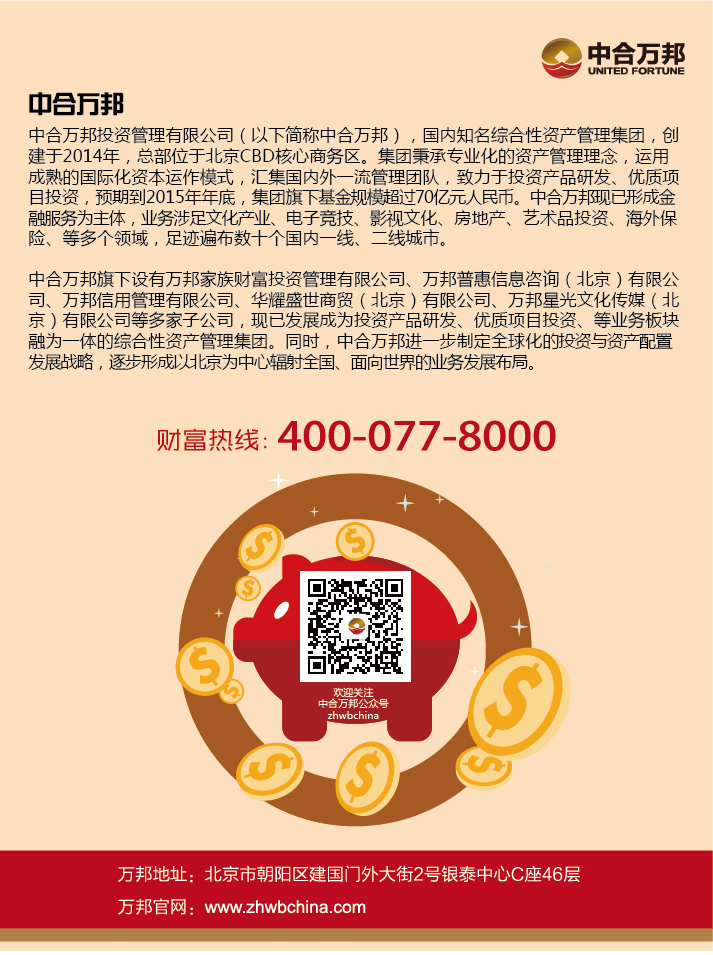 中合万邦
UNITED FORTUNE
中合万邦
中合万邦投资管理有限公司（以下简称中合万邦），国内知名综合性资产管理集团，创
建于2014年，总部位于北京CBD核心商务区。集团秉承专业化的资产管理理念，运用
成熟的国际化资本运作模式，汇集国内外一流管理团队，致力于投资产品研发、优质项
目投资，预期到2015年年底，集团旗下基金规模超过70亿元人民币。中合万邦现已形成金
融服务为主体，业务涉足文化产业、电子竞技、影视文化、房地产、艺术品投资、海外保
险、等多个领域，足迹遍布数十个国内一线、二线城市。
中合万邦旗下设有万邦家族财富投资管理有限公司、万邦普惠信息咨询（北京）有限公
司、万邦信用管理有限公司、华耀盛世商贸（北京）有限公司、万邦星光文化传媒（北
京）有限公司等多家子公司，现已发展成为投资产品研发、优质项目投资、等业务板块
融为一体的综合性资产管理集团。同时，中合万邦进一步制定全球化的投资与资产配置
发展战略，逐步形成以北京为中心辐射全国、面向世界的业务发展布局。
财富热线：400-077-8000
欢迎关注
中合万邦公众号
zhwbchina
万邦地址：北京市朝阳区建国门外大街2号银泰中心C座46层
万邦官网：www.zhwbchina.com